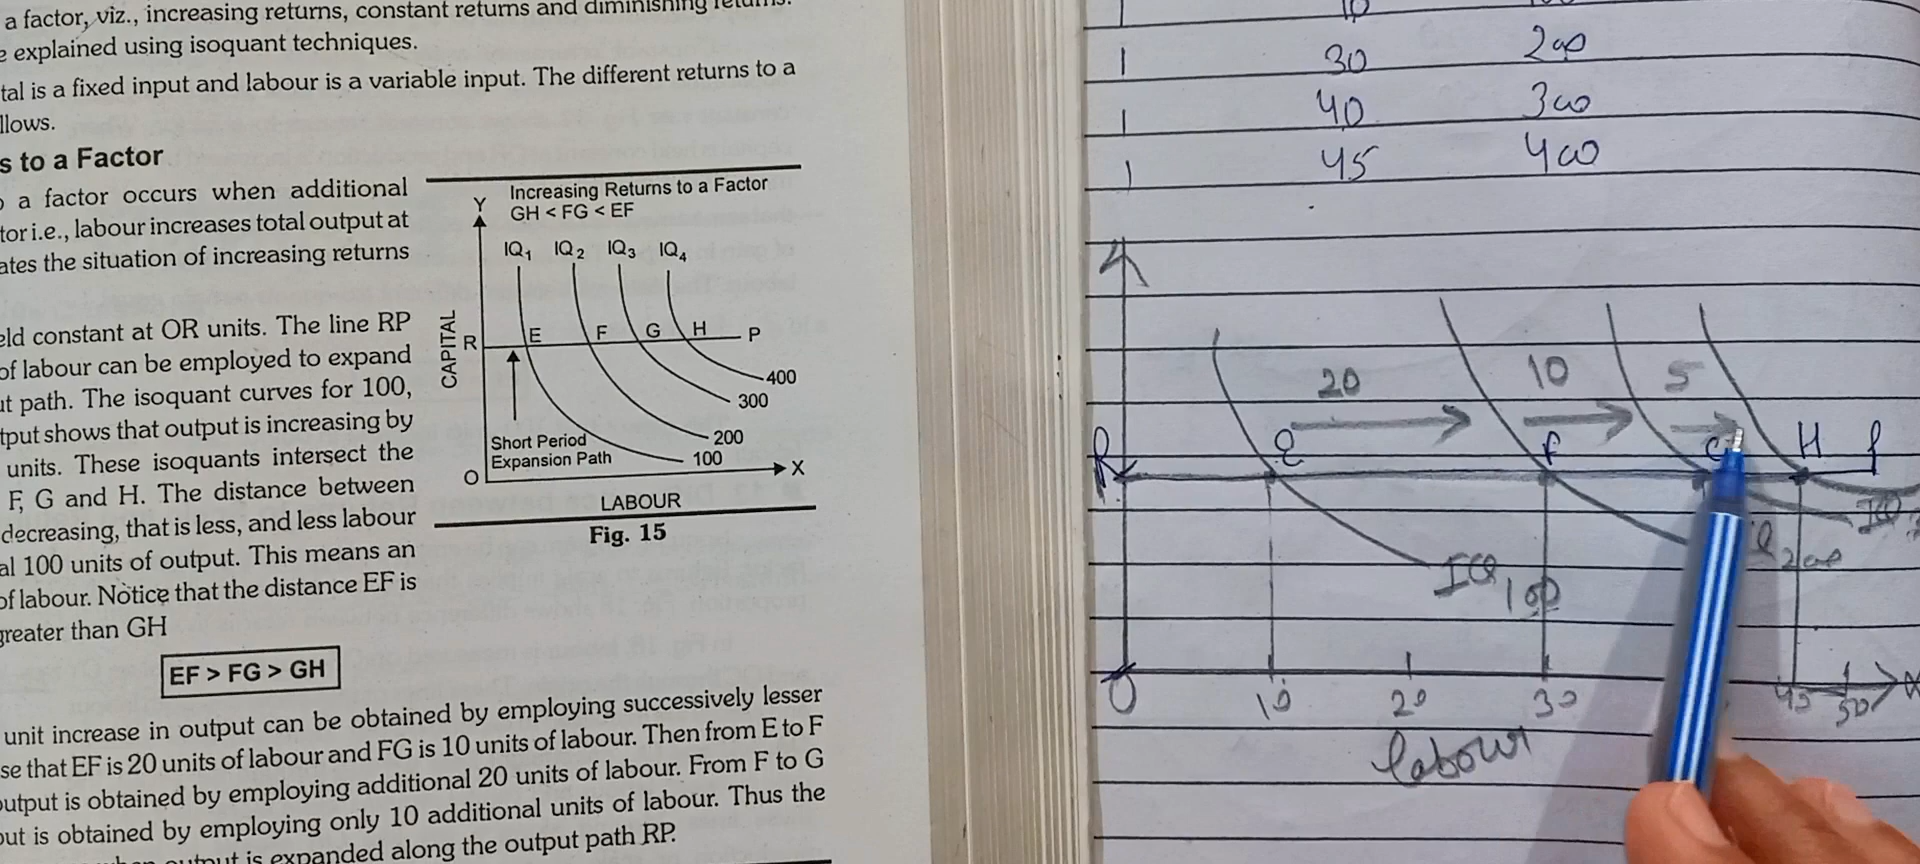 a factor, viz., increasing returns, constant returns and diminishing returns.
explained using isoquant techniques.
tal is a fixed input and labour is a variable input. The different returns to a
llows.
s to a Factor
a factor occurs when additional
tor i.e., labour increases total output at
ates the situation of increasing returns
eld constant at OR units. The line RP
of labour can be employed to expand
ut path. The isoquant curves for 100,
tput shows that output is increasing by
units. These isoquants intersect the
F, G and H. The distance between
decreasing, that is less, and less labour
al 100 units of output. This means an
of labour. Notice that the distance EF is
greater than GH
EF > FG > GH
unit increase in output can be obtained by employing successively lesser
se that EF is 20 units of labour and FG is 10 units of labour. Then from E to F
output is obtained by employing additional 20 units of labour. From F to G
out is obtained by employing only 10 additional units of labour. Thus the
output is expanded along the output path RP.
Increasing Returns to a Factor
GH < FG < EF
Y
IQ1 IQ2 IQ3 IQ4
CAPITAL
R E F G H P
400
300
200
100
Short Period
Expansion Path
O X
LABOUR
Fig. 15
1 30 200
1 40 300
1 45 400
20 10 5
R E F G H P
IQ 100
200
O 10 20 30 45 50 X
labour